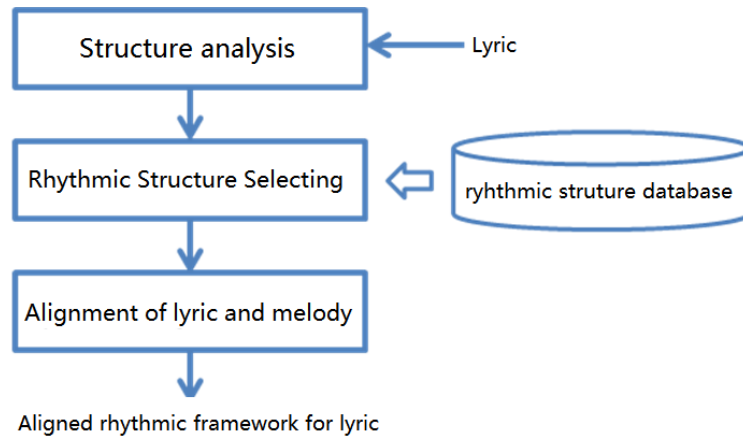 Structure analysis
Lyric
Rhythmic Structure Selecting
ryhthmic struture database
Alignment of lyric and melody
Aligned rhythmic framework for lyric